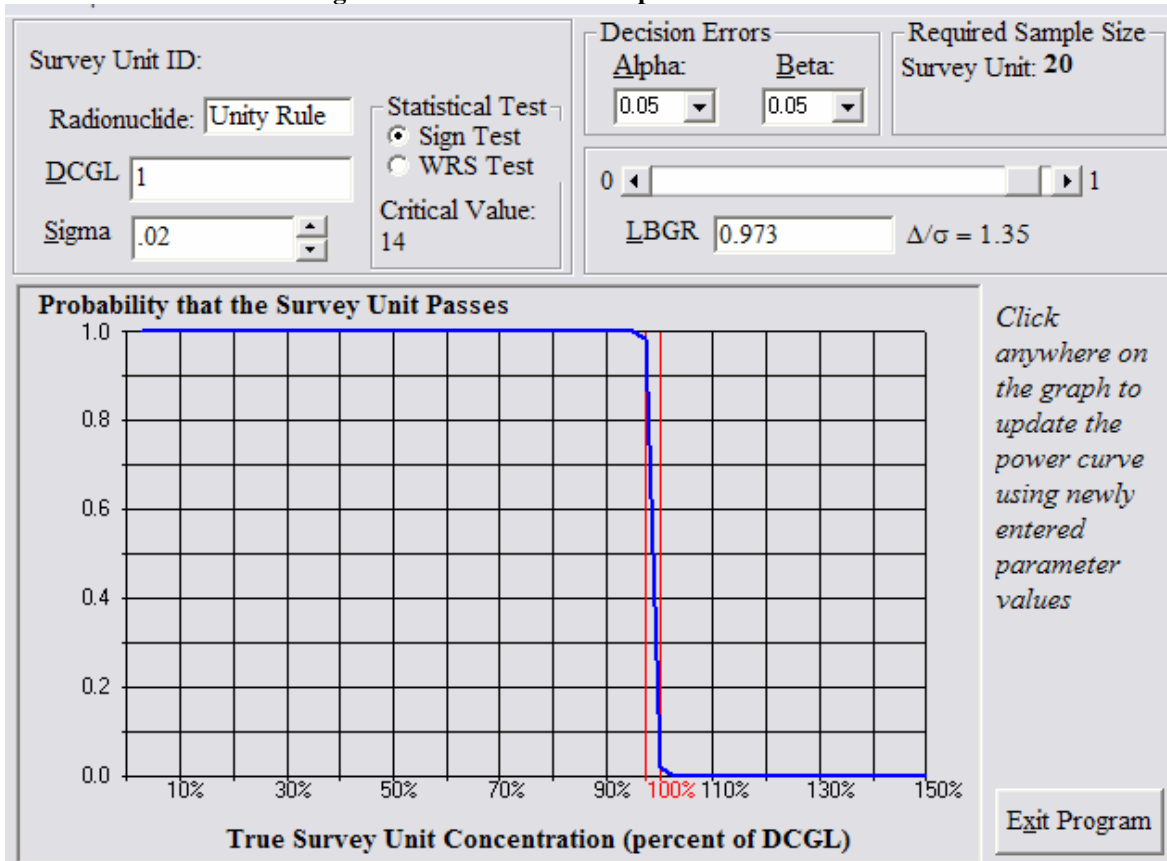 Survey Unit ID:
Radionuclide: Unity Rule
DCGL 1
Sigma .02
Statistical Test
Sign Test
WRS Test
Critical Value:
14
Decision Errors
Alpha: Beta:
0.05 0.05
Required Sample Size
Survey Unit: 20
0 1
LBGR 0.973 Δ/σ = 1.35
Probability that the Survey Unit Passes
1.0
0.8
0.6
0.4
0.2
0.0
10% 30% 50% 70% 90% 100% 110% 130% 150%
True Survey Unit Concentration (percent of DCGL)
Click
anywhere on
the graph to
update the
power curve
using newly
entered
parameter
values
Exit Program